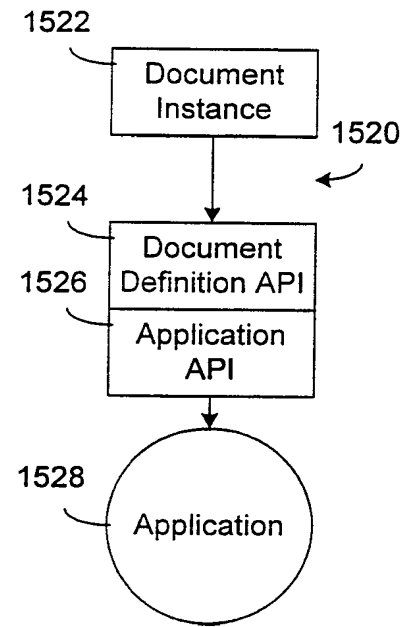 1522
Document
Instance
1520
1524
Document
Definition API
1526
Application
API
1528
Application